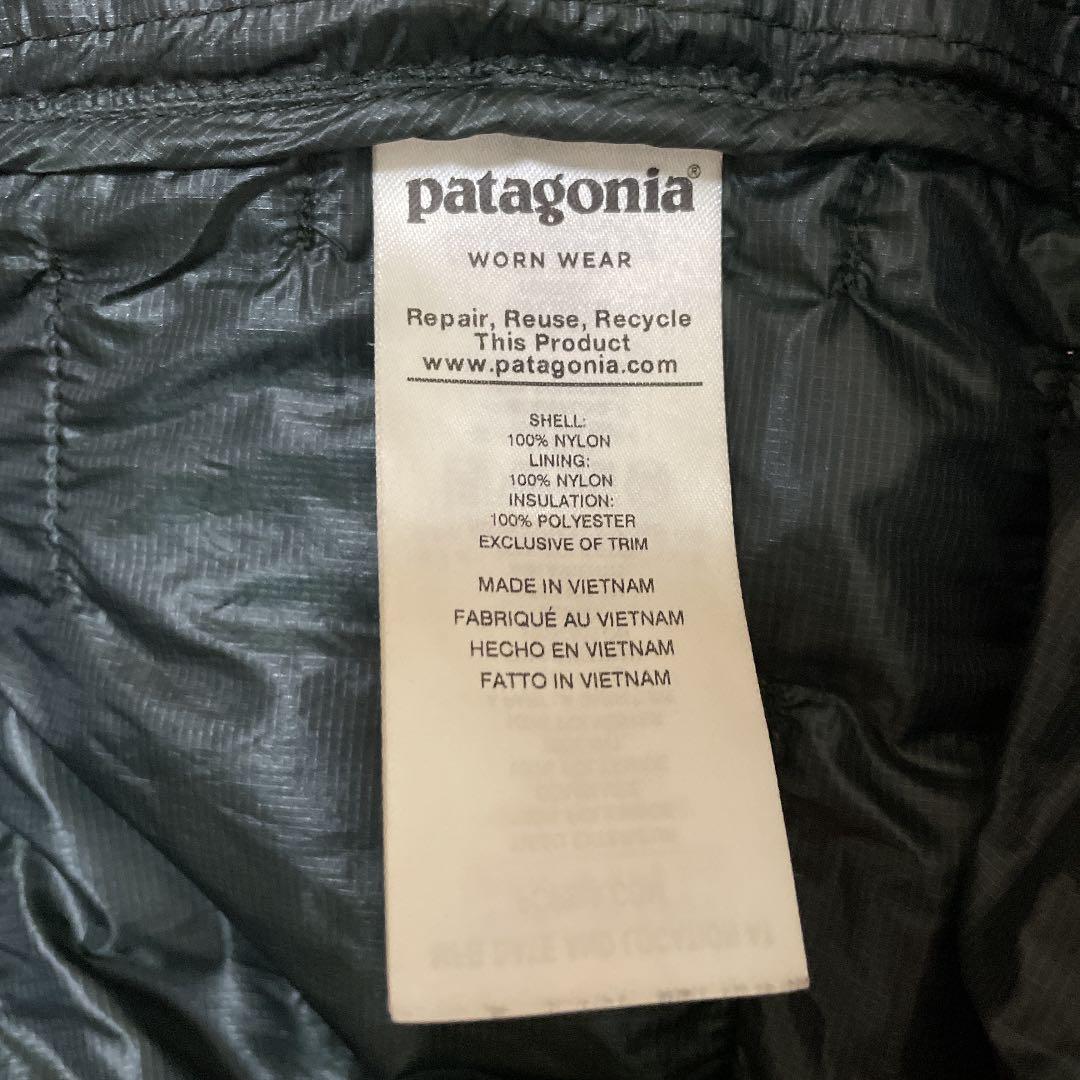 patagonia®
WORN WEAR
Repair, Reuse, Recycle
This Product
www.patagonia.com
SHELL:
100% NYLON
LINING:
100% NYLON
INSULATION:
100% POLYESTER
EXCLUSIVE OF TRIM
MADE IN VIETNAM
FABRIQUÉ AU VIETNAM
HECHO EN VIETNAM
FATTO IN VIETNAM